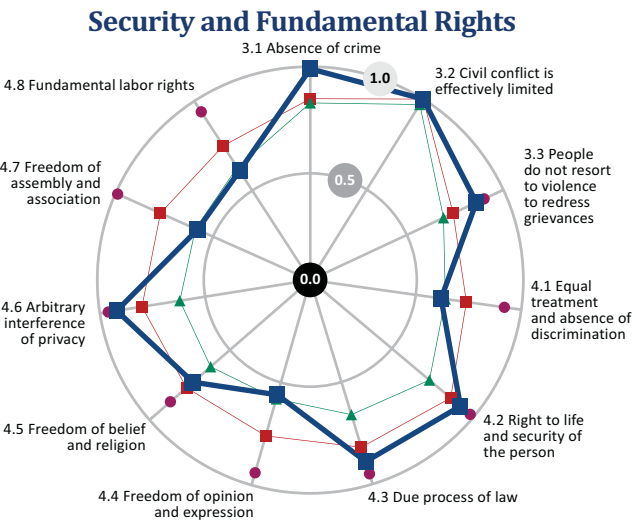 Security and Fundamental Rights
3.1 Absence of crime
1.0
3.2 Civil conflict is
effectively limited
4.8 Fundamental labor rights
0.5
3.3 People
do not resort
to violence
to redress
grievances
4.7 Freedom of
assembly and
association
0.0
4.1 Equal
treatment
and absence of
discrimination
4.6 Arbitrary
interference
of privacy
4.2 Right to life
and security of
the person
4.5 Freedom of belief
and religion
4.4 Freedom of opinion
and expression
4.3 Due process of law